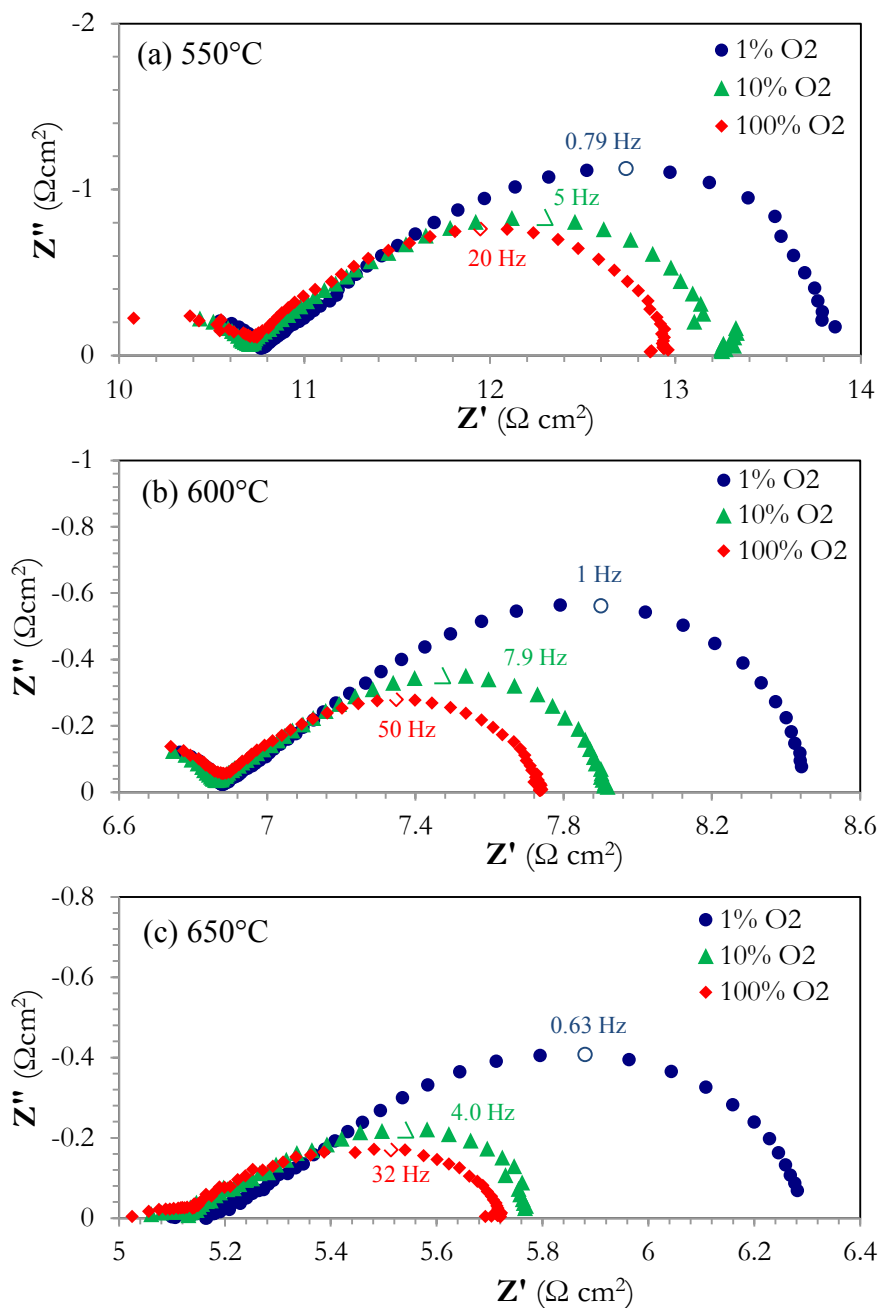 (a) 550°C
1% O2
10% O2
100% O2
0.79 Hz
5 Hz
20 Hz
-2
-1
0
Z'' (Ωcm²)
10 11 12 13 14
Z' (Ω cm²)
(b) 600°C
1% O2
10% O2
100% O2
1 Hz
7.9 Hz
50 Hz
-1
-0.8
-0.6
-0.4
-0.2
0
Z'' (Ωcm²)
6.6 7 7.4 7.8 8.2 8.6
Z' (Ω cm²)
(c) 650°C
1% O2
10% O2
100% O2
0.63 Hz
4.0 Hz
32 Hz
-0.8
-0.6
-0.4
-0.2
0
Z'' (Ωcm²)
5 5.2 5.4 5.6 5.8 6 6.2 6.4
Z' (Ω cm²)